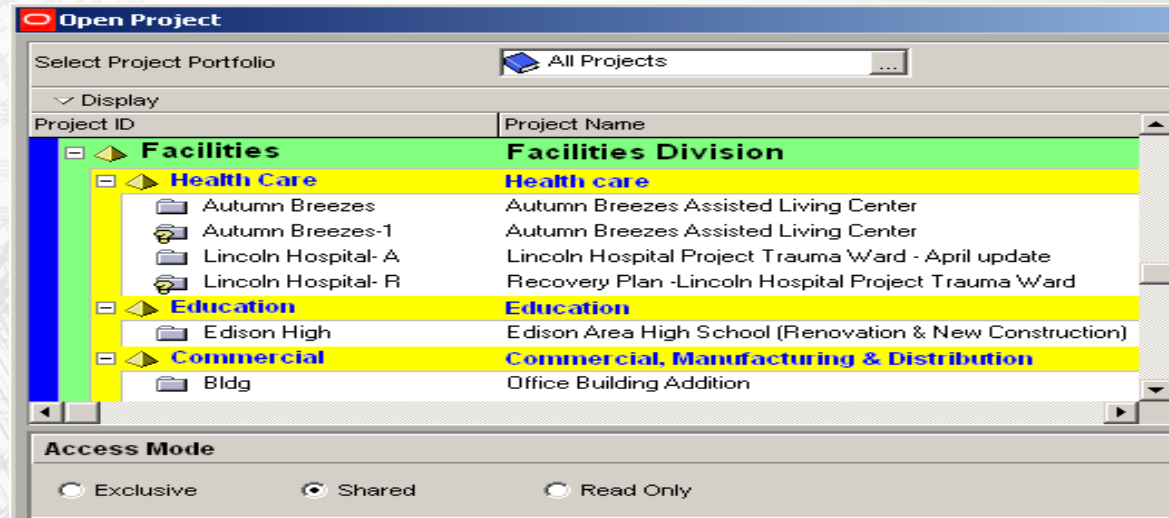 Open Project
Select Project Portfolio All Projects ...
Display
Project ID Project Name
Facilities Facilities Division
Health Care Health care
Autumn Breezes Autumn Breezes Assisted Living Center
Autumn Breezes-1 Autumn Breezes Assisted Living Center
Lincoln Hospital- A Lincoln Hospital Project Trauma Ward - April update
Lincoln Hospital- R Recovery Plan -Lincoln Hospital Project Trauma Ward
Education Education
Edison High Edison Area High School (Renovation & New Construction)
Commercial Commercial, Manufacturing & Distribution
Bldg Office Building Addition
Access Mode
Exclusive Shared Read Only